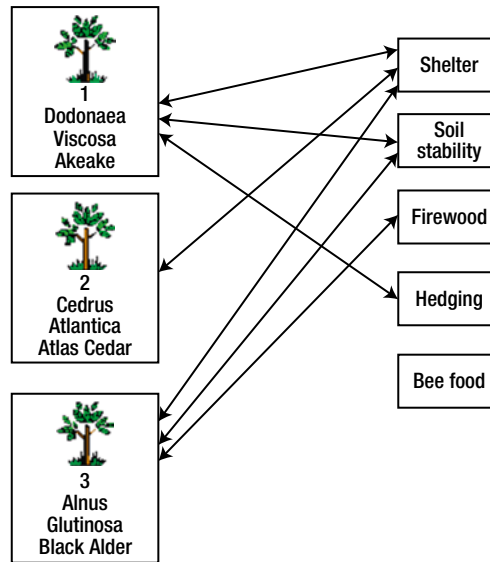 1
Dodonaea
Viscosa
Akeake
2
Cedrus
Atlantica
Atlas Cedar
3
Alnus
Glutinosa
Black Alder
Shelter
Soil
stability
Firewood
Hedging
Bee food